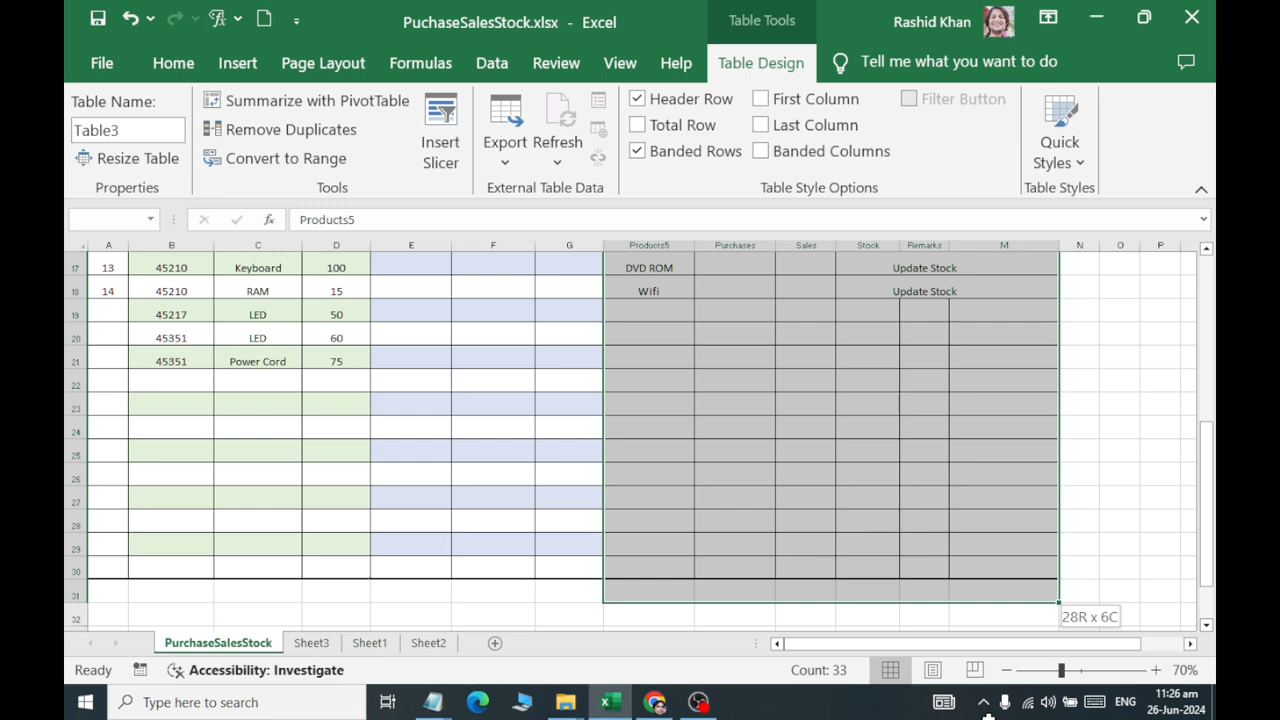 PuchaseSalesStock.xlsx - Excel
Table Tools
Rashid Khan
File Home Insert Page Layout Formulas Data Review View Help Table Design Tell me what you want to do
Table Name:
Table3
Resize Table
Properties
Summarize with PivotTable
Remove Duplicates
Convert to Range
Tools
Insert
Slicer
Export
Refresh
External Table Data
Header Row First Column Filter Button
Total Row Last Column
Banded Rows Banded Columns
Table Style Options
Quick
Styles
Table Styles
fx Products5
A B C D E F G Products5 Purchases Sales Stock Remarks M N O P
17 13 45210 Keyboard 100 DVD ROM Update Stock
18 14 45210 RAM 15 Wifi Update Stock
19 45217 LED 50
20 45351 LED 60
21 45351 Power Cord 75
22
23
24
25
26
27
28
29
30
31
32
28R x 6C
PurchaseSalesStock Sheet3 Sheet1 Sheet2
Ready Accessibility: Investigate Count: 33 70%
Type here to search
ENG
11:26 am
26-Jun-2024